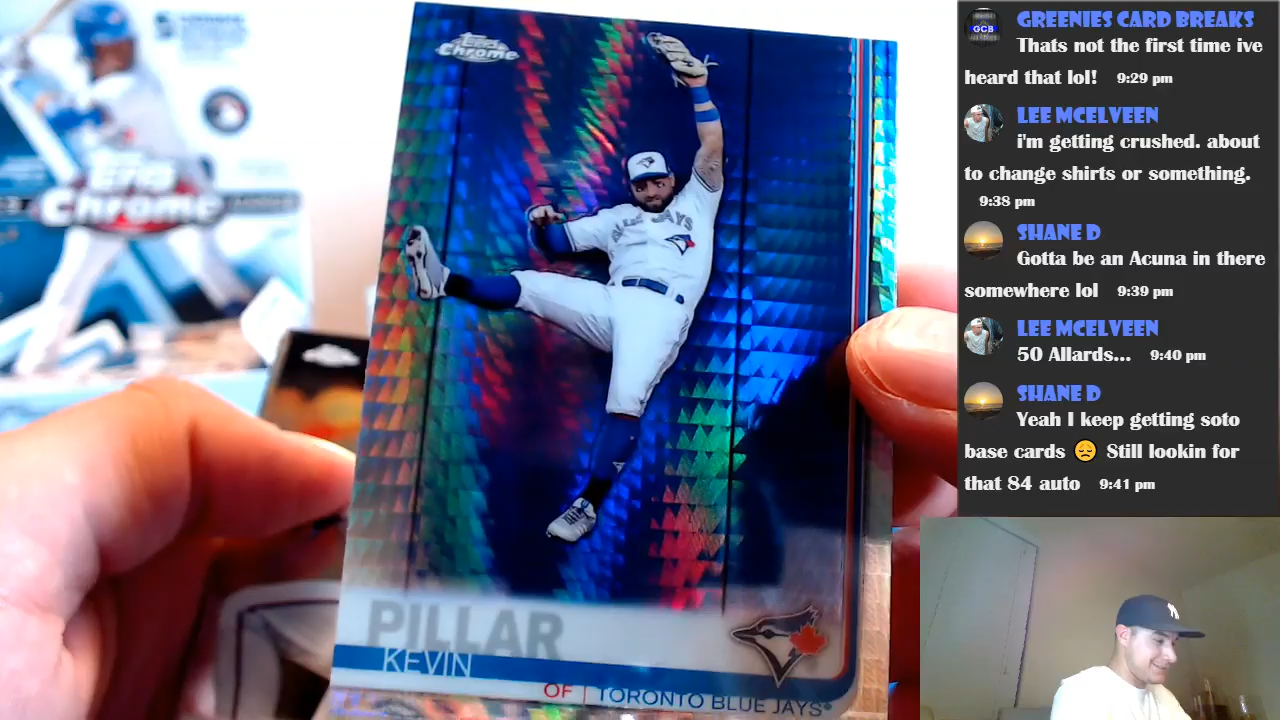 Topps
Chrome
Topps
Chrome
BLUE JAYS
PILLAR
KEVIN
OF | TORONTO BLUE JAYS
GCB
GREENIES CARD BREAKS
Thats not the first time ive
heard that lol! 9:29 pm
LEE MCELVEEN
i'm getting crushed. about
to change shirts or something.
9:38 pm
SHANE D
Gotta be an Acuna in there
somewhere lol 9:39 pm
LEE MCELVEEN
50 Allards... 9:40 pm
SHANE D
Yeah I keep getting soto
base cards 😞 Still lookin for
that 84 auto 9:41 pm